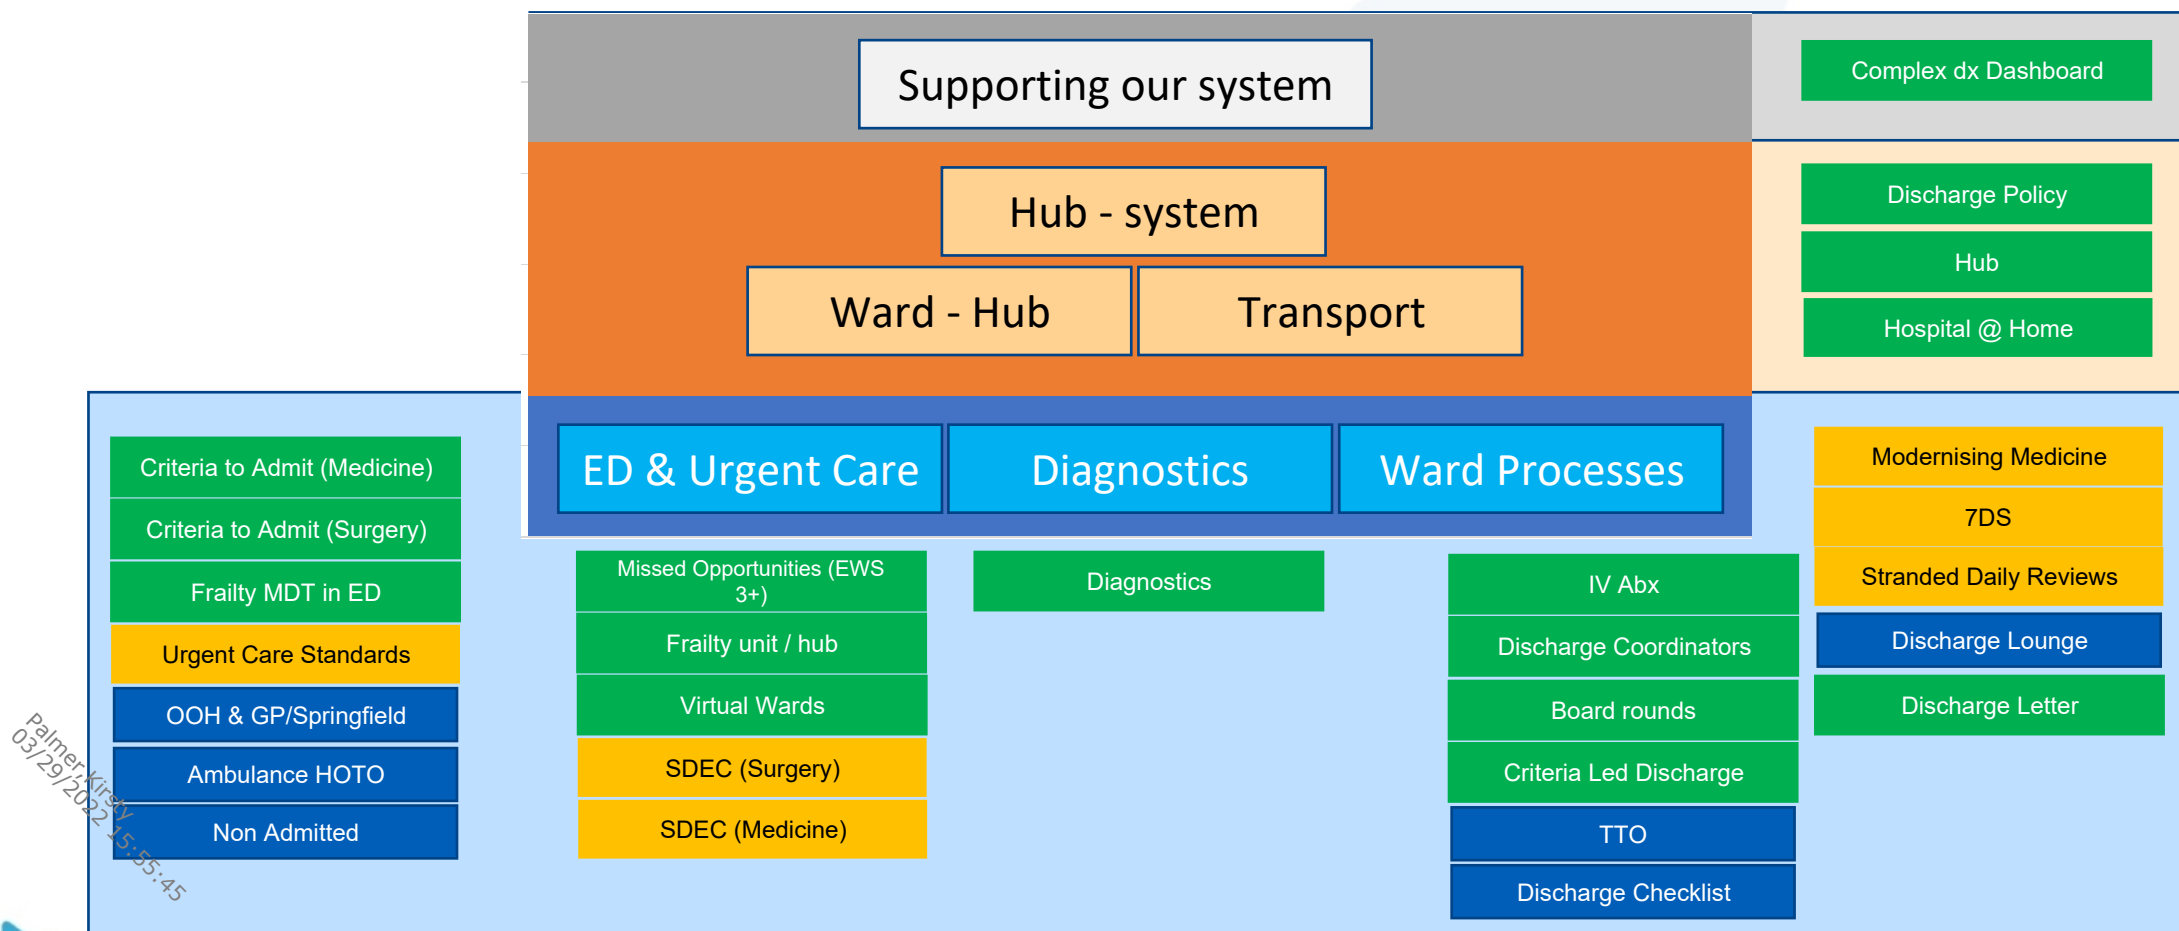 Supporting our system
Complex dx Dashboard
Hub - system
Ward - Hub
Transport
Discharge Policy
Hub
Hospital @ Home
ED & Urgent Care
Diagnostics
Ward Processes
Criteria to Admit (Medicine)
Criteria to Admit (Surgery)
Frailty MDT in ED
Urgent Care Standards
OOH & GP/Springfield
Ambulance HOTO
Non Admitted
Missed Opportunities (EWS
3+)
Frailty unit / hub
Virtual Wards
SDEC (Surgery)
SDEC (Medicine)
Diagnostics
IV Abx
Discharge Coordinators
Board rounds
Criteria Led Discharge
TTO
Discharge Checklist
Modernising Medicine
7DS
Stranded Daily Reviews
Discharge Lounge
Discharge Letter
Palmer,Kirsty
03/29/2022 15:55:45